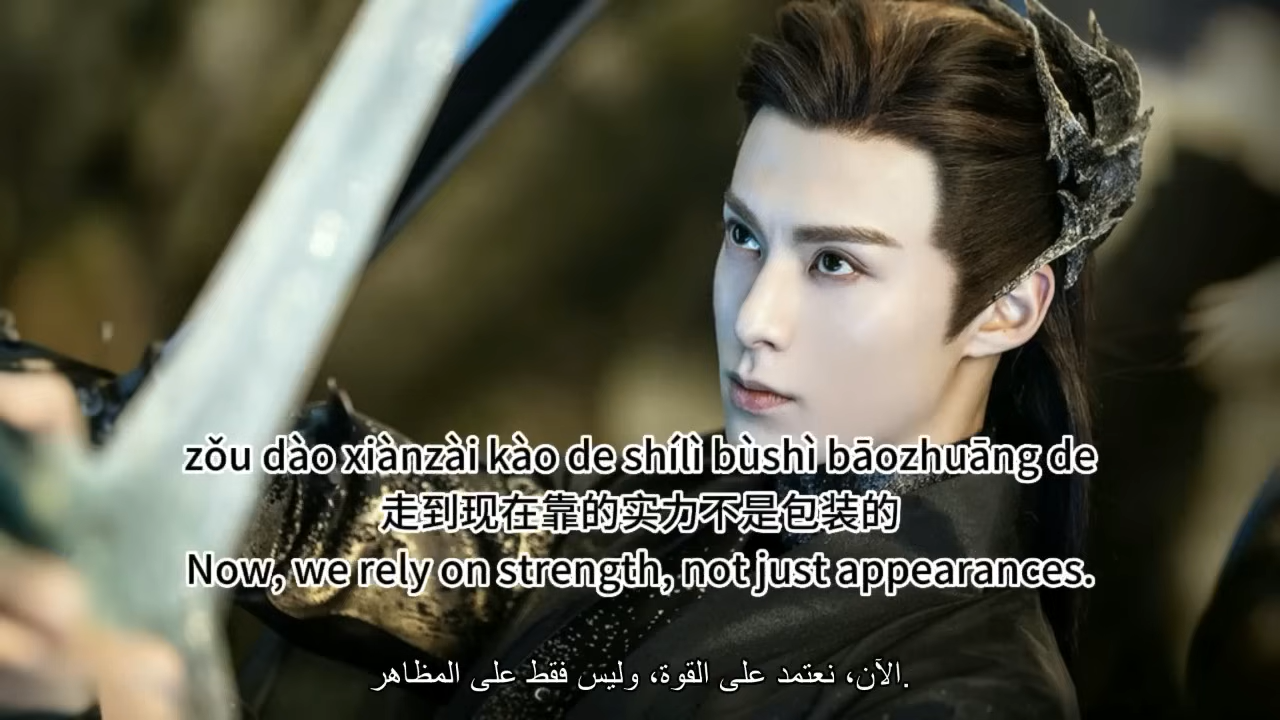 zǒu dào xiànzài kào de shílì bùshì bāozhuāng de
走到现在靠的实力不是包装的
Now, we rely on strength, not just appearances.
الآن، نعتمد على القوة، وليس فقط على المظاهر.